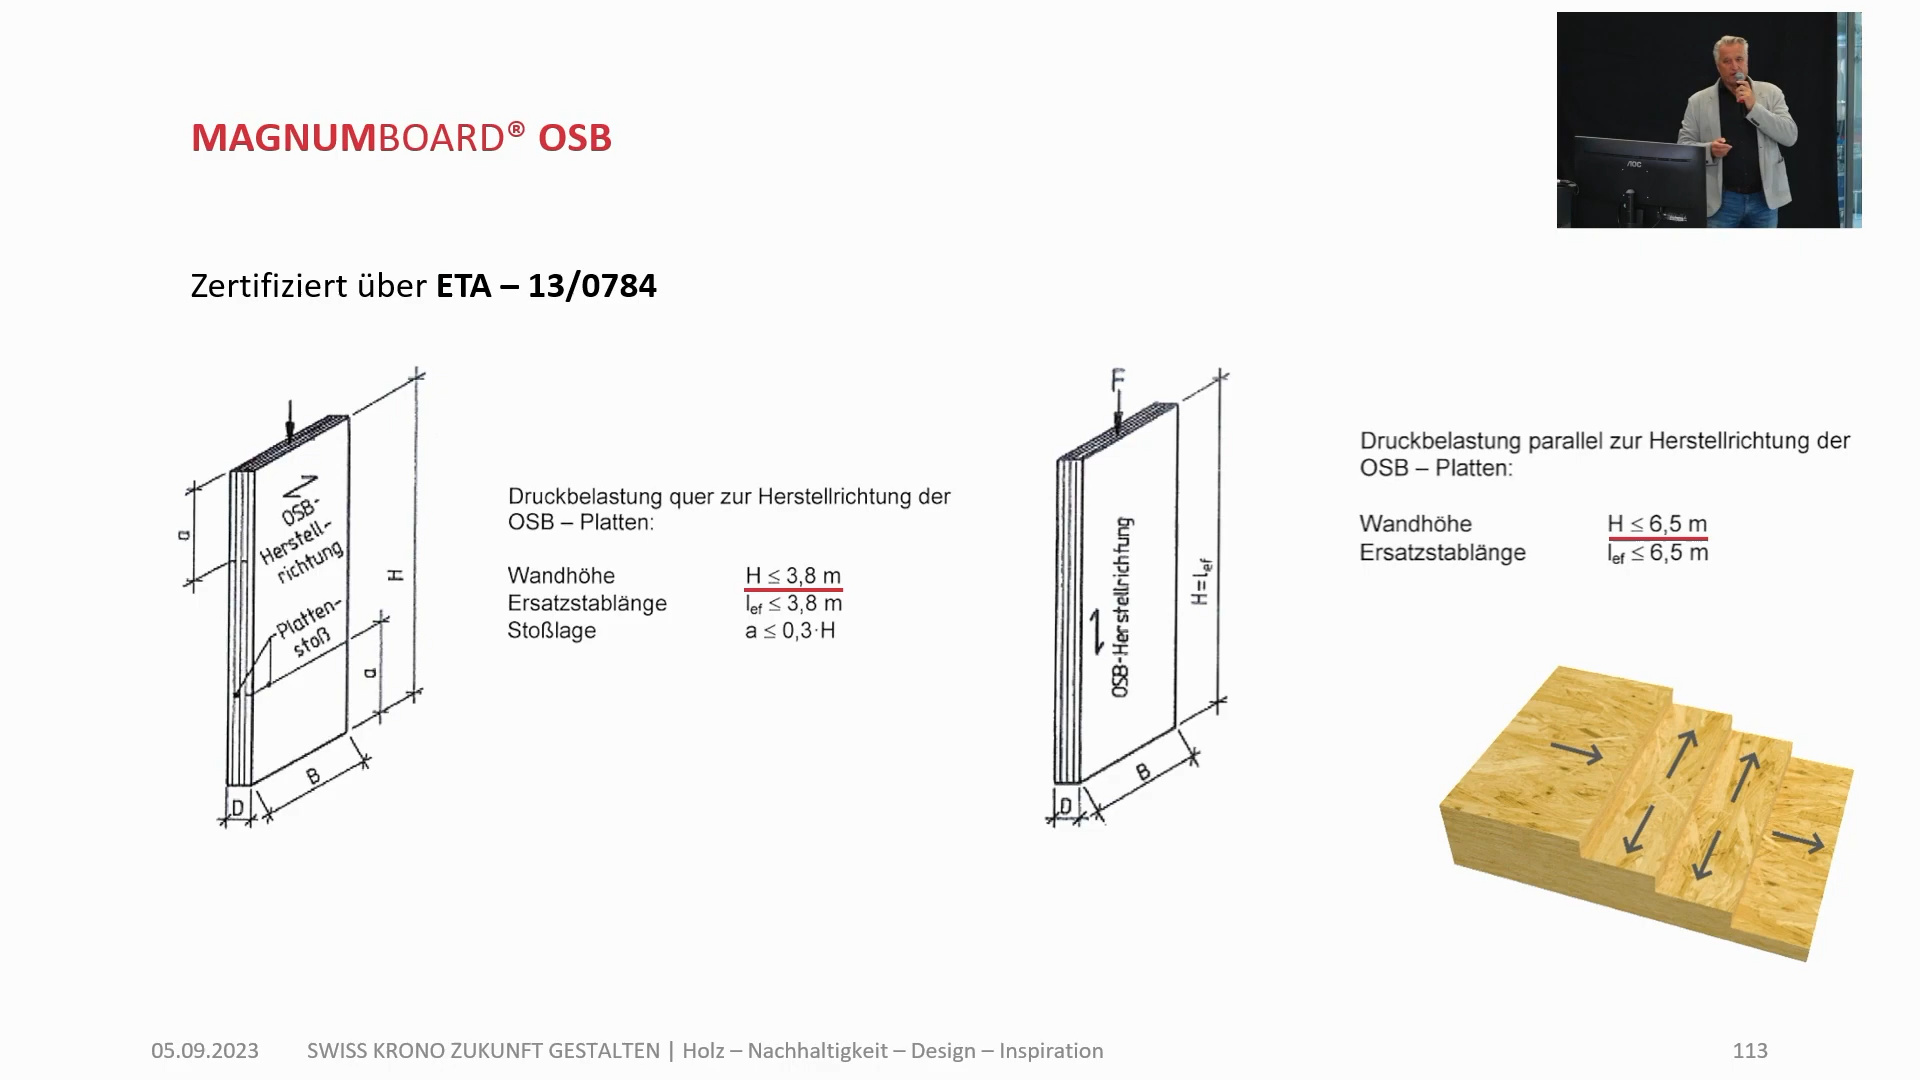 MAGNUMBOARD® OSB
Zertifiziert über ETA – 13/0784
a
OSB-
Herstell-
richtung
Platten-
stoß
H
a
B
D
Druckbelastung quer zur Herstellrichtung der
OSB – Platten:
Wandhöhe H ≤ 3,8 m
Ersatzstablänge lef ≤ 3,8 m
Stoßlage a ≤ 0,3·H
F
OSB-Herstellrichtung
H=lef
B
D
Druckbelastung parallel zur Herstellrichtung der
OSB – Platten:
Wandhöhe H ≤ 6,5 m
Ersatzstablänge lef ≤ 6,5 m
AOC
05.09.2023 SWISS KRONO ZUKUNFT GESTALTEN | Holz – Nachhaltigkeit – Design – Inspiration 113